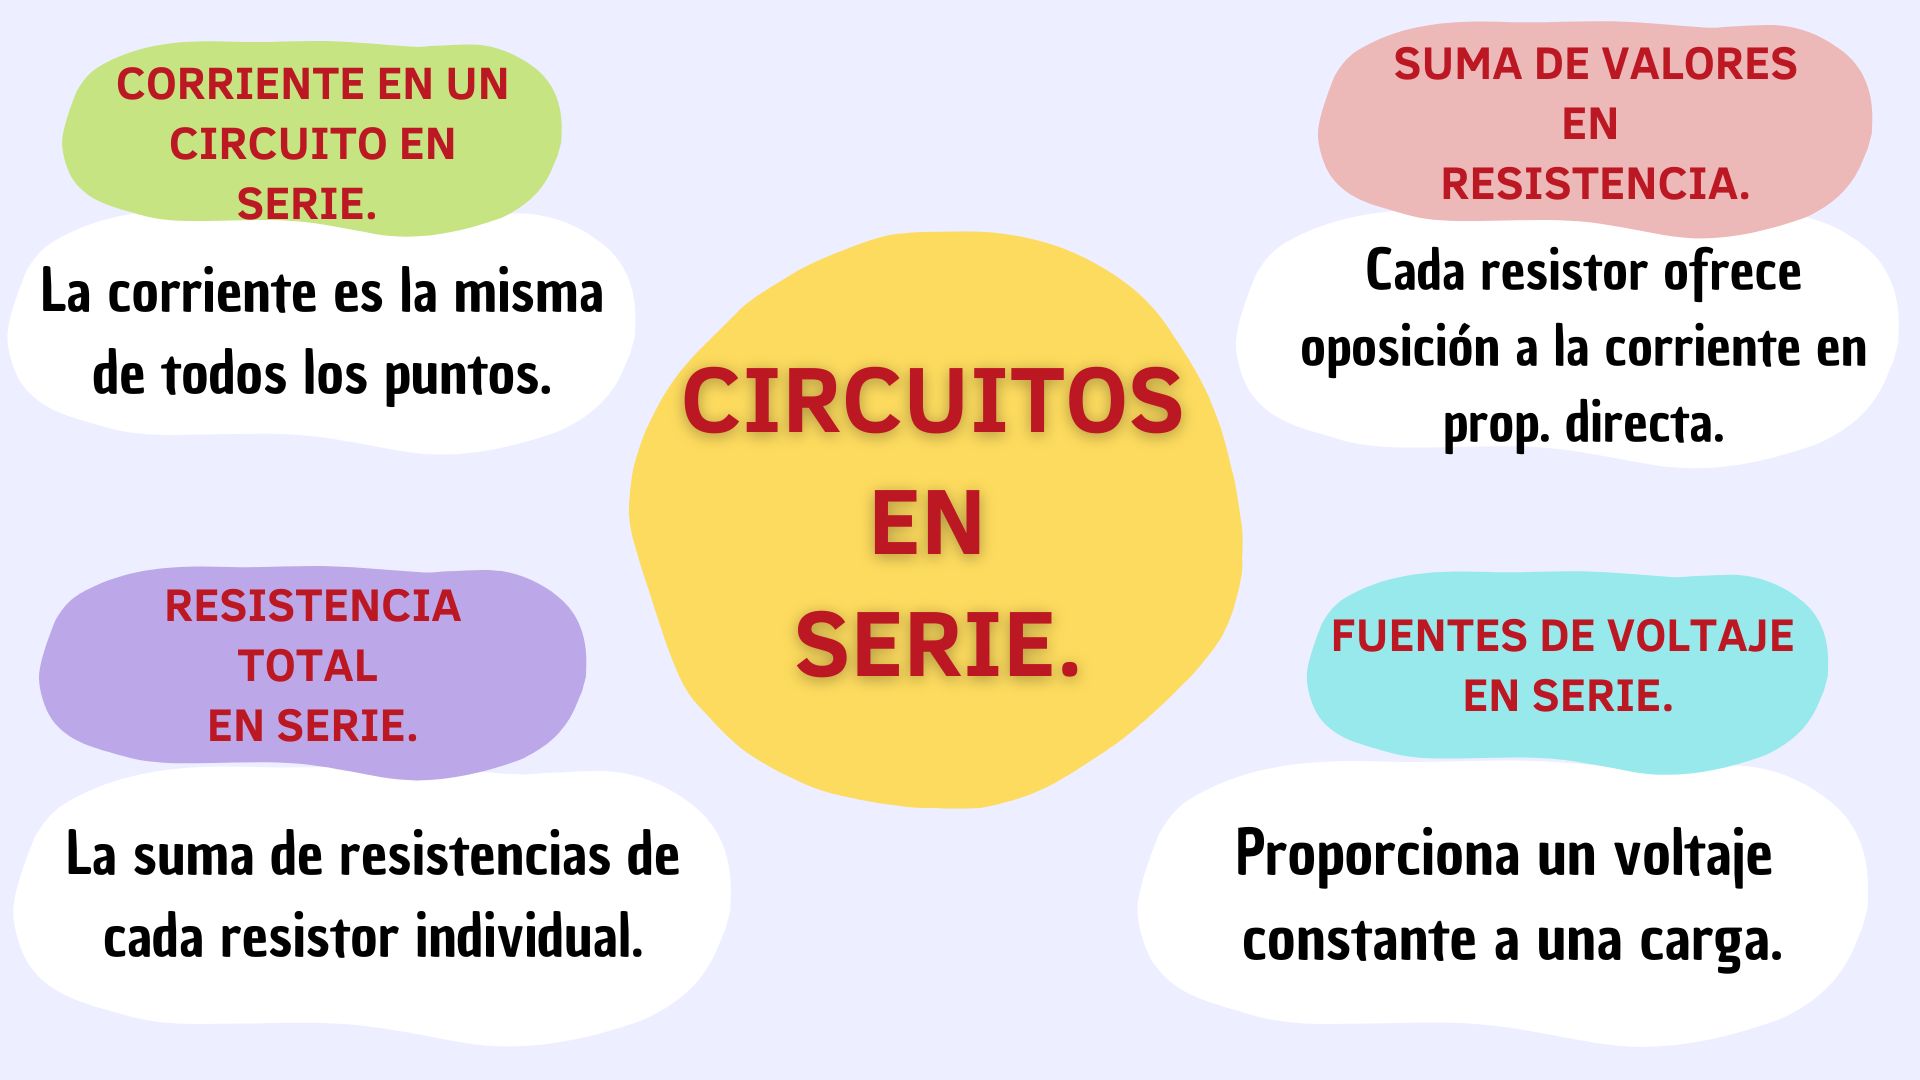 CORRIENTE EN UN
CIRCUITO EN
SERIE.
La corriente es la misma
de todos los puntos.
SUMA DE VALORES
EN
RESISTENCIA.
Cada resistor ofrece
oposición a la corriente en
prop. directa.
CIRCUITOS
EN
SERIE.
RESISTENCIA
TOTAL
EN SERIE.
La suma de resistencias de
cada resistor individual.
FUENTES DE VOLTAJE
EN SERIE.
Proporciona un voltaje
constante a una carga.